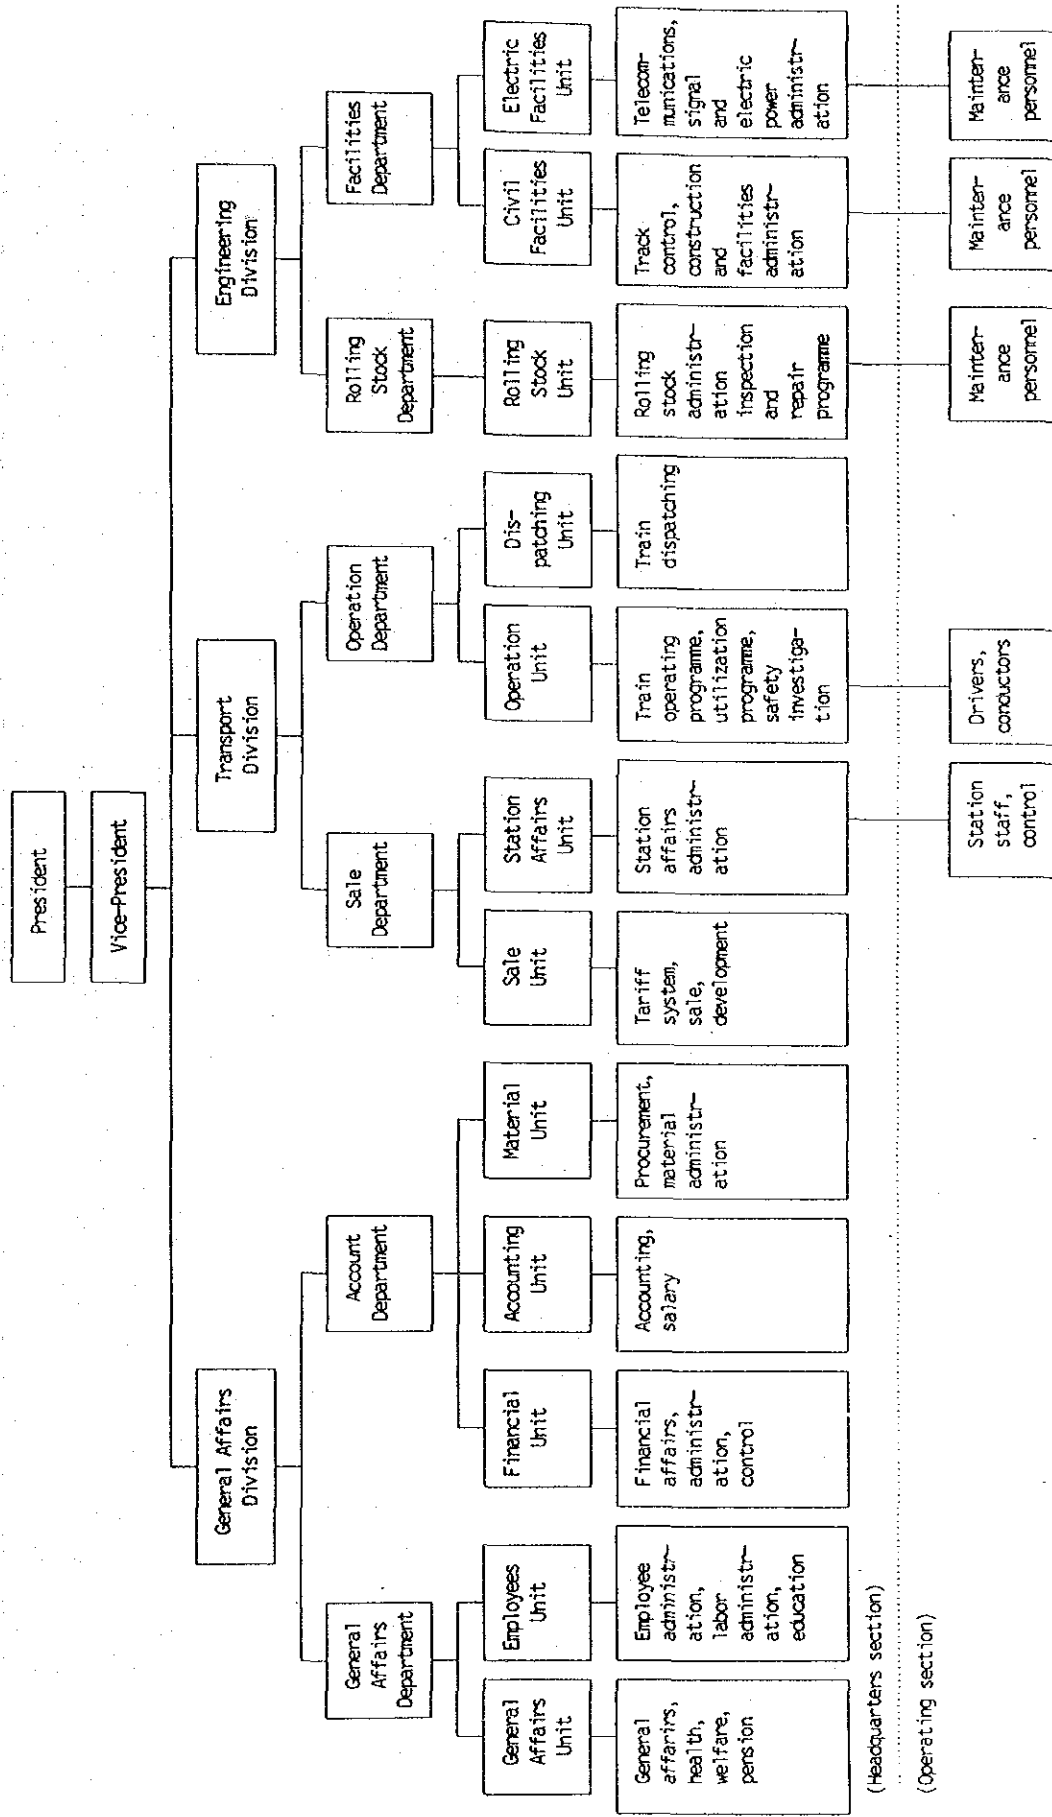 President
Vice-President
General Affairs
Division
Transport
Division
Engineering
Division
General
Affairs
Department
Account
Department
Sale
Department
Operation
Department
Rolling
Stock
Department
Facilities
Department
General
Affairs
Unit
Employees
Unit
Financial
Unit
Accounting
Unit
Material
Unit
Sale
Unit
Station
Affairs
Unit
Operation
Unit
Dis-
patching
Unit
Rolling
Stock
Unit
Civil
Facilities
Unit
Electric
Facilities
Unit
General
affarirs,
health,
welfare,
pension
Employee
administr-
ation,
labor
administr-
ation,
education
Financial
affairs,
administr-
ation,
control
Accounting,
salary
Procurement,
material
administr-
ation
Tariff
system,
sale,
development
Station
affairs
administr-
ation
Train
operating
programme,
utilization
programme,
safety
investiga-
tion
Train
dispatching
Rolling
stock
administr-
ation
inspection
and
repair
programme
Track
control,
construction
and
facilities
administr-
ation
Telecom-
munications,
signal
and
electric
power
administr-
ation
(Headquarters section)
(Operating section)
Station
staff,
control
Drivers,
conductors
Mainten-
ance
personnel
Mainten-
ance
personnel
Mainten-
ance
personnel